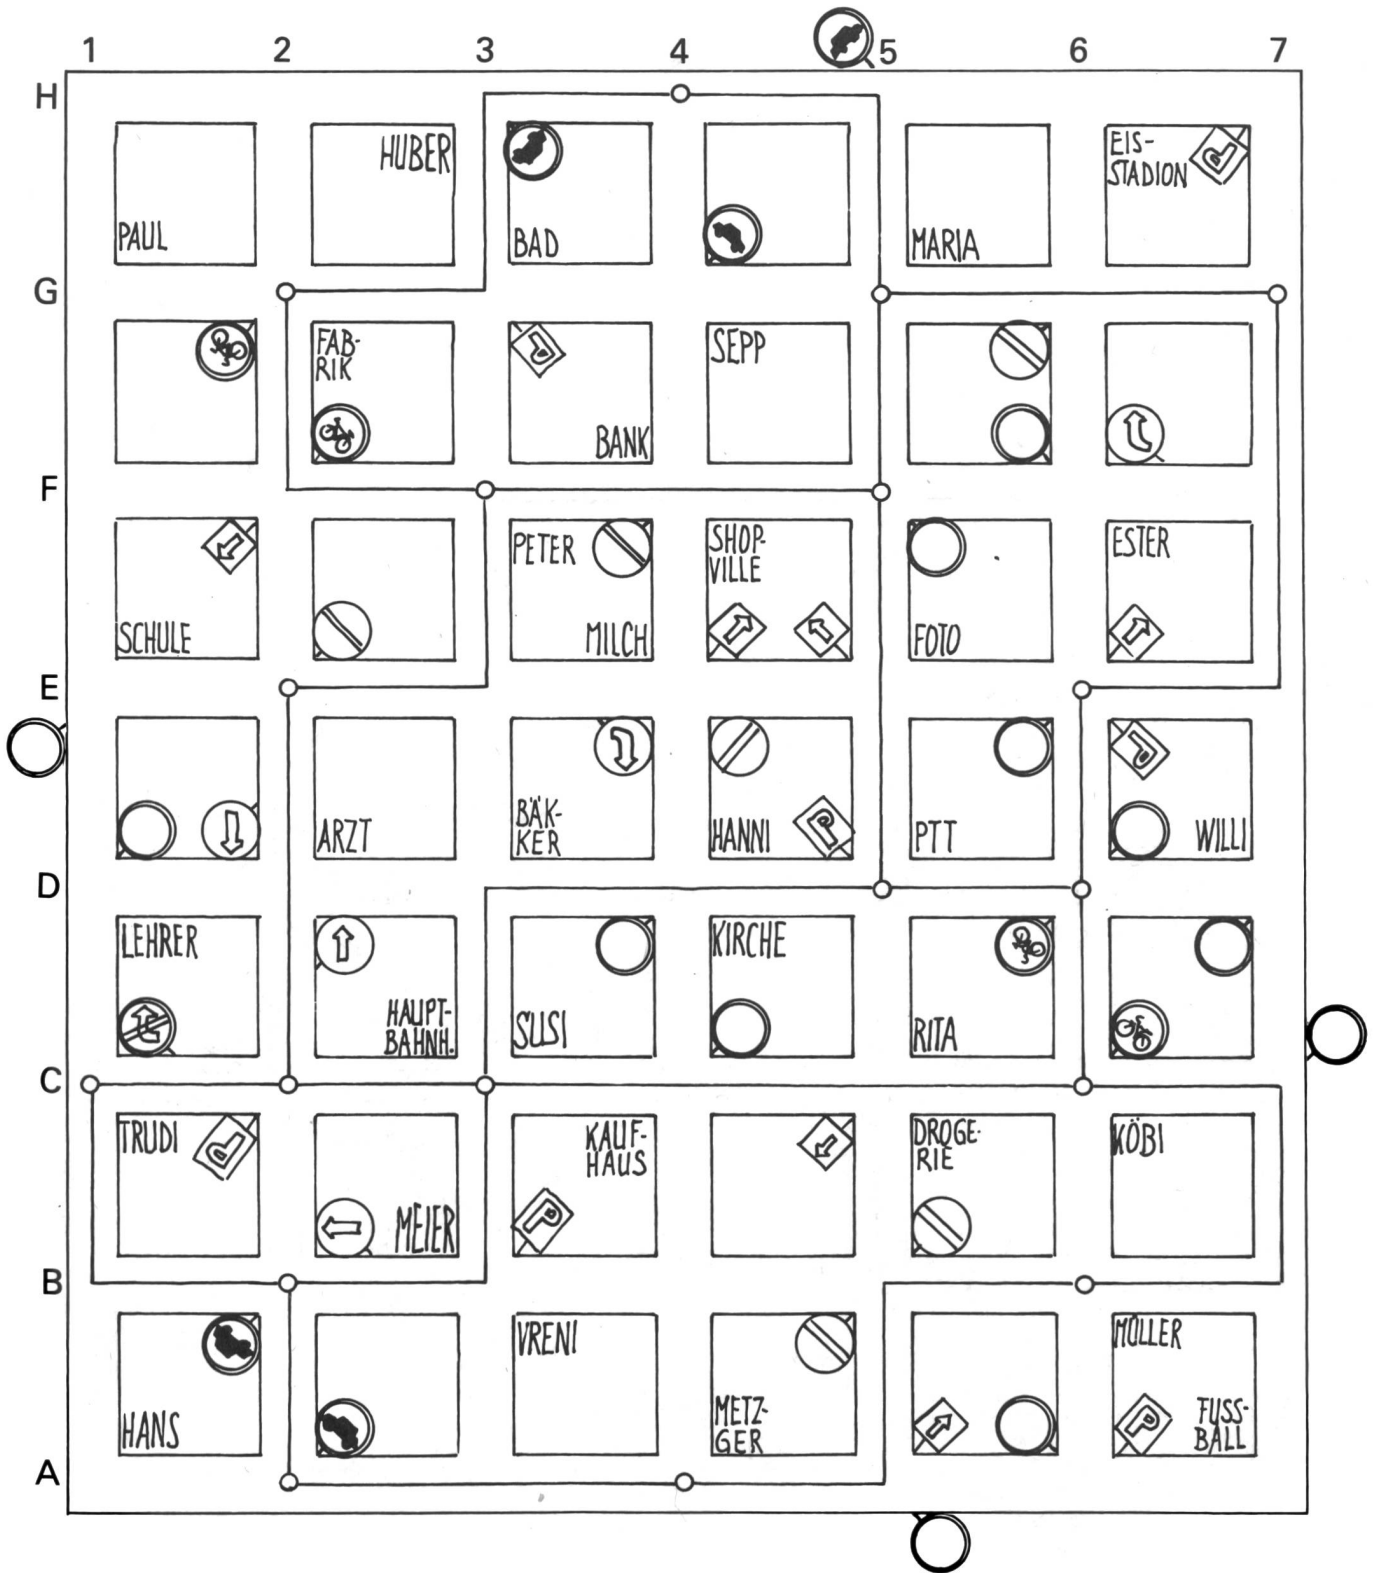 1 2 3 4 5 6 7
H
HUBER
EIS-
STADION
P
PAUL
BAD
MARIA
G
FAB-
RIK
P
SEPP
BANK
F
PETER
SHOP-
VILLE
ESTER
SCHULE
MILCH
FOTO
E
P
ARZT
BÄK-
KER
HANNI
P
PTT
WILLI
D
LEHRER
KIRCHE
HAUPT-
BAHNH.
SUSI
RITA
C
TRUDI
P
KAUF-
HAUS
DROGE-
RIE
KÖBI
MEIER
P
B
VRENI
MÜLLER
HANS
METZ-
GER
P
FUSS-
BALL
A